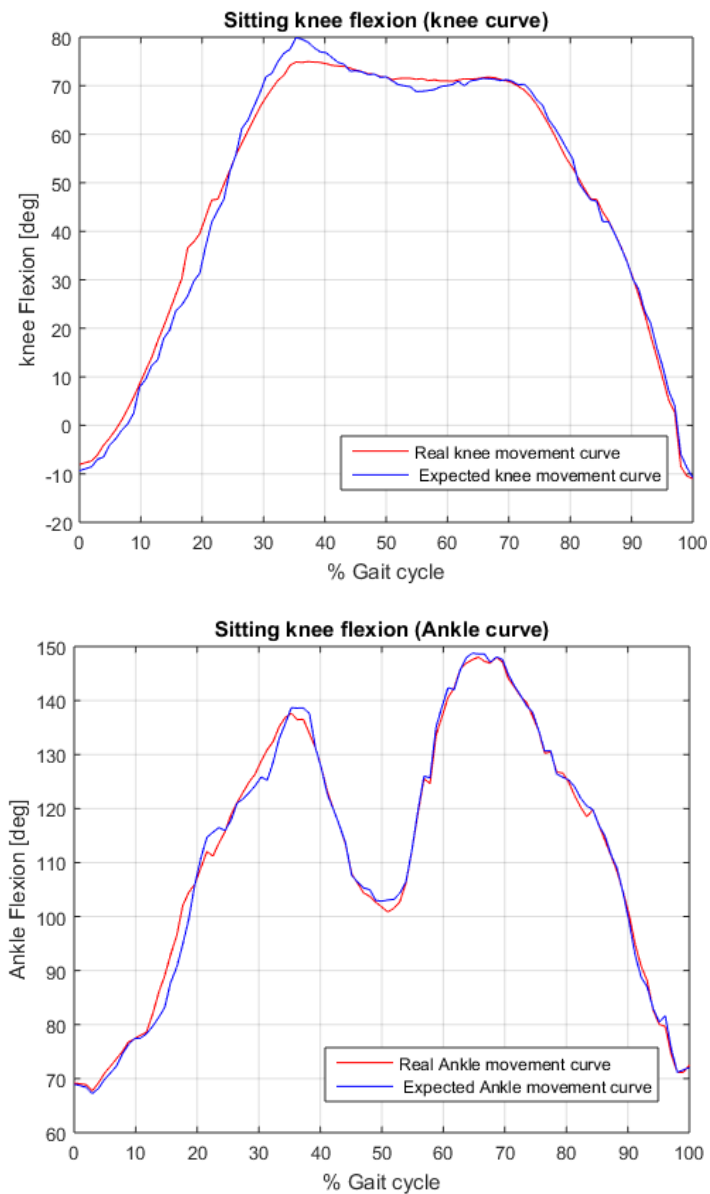 Sitting knee flexion (knee curve)
80
70
60
50
40
30
20
10
0
-10
-20
knee Flexion [deg]
Real knee movement curve
Expected knee movement curve
0 10 20 30 40 50 60 70 80 90 100
% Gait cycle
Sitting knee flexion (Ankle curve)
150
140
130
120
110
100
90
80
70
60
Ankle Flexion [deg]
Real Ankle movement curve
Expected Ankle movement curve
0 10 20 30 40 50 60 70 80 90 100
% Gait cycle